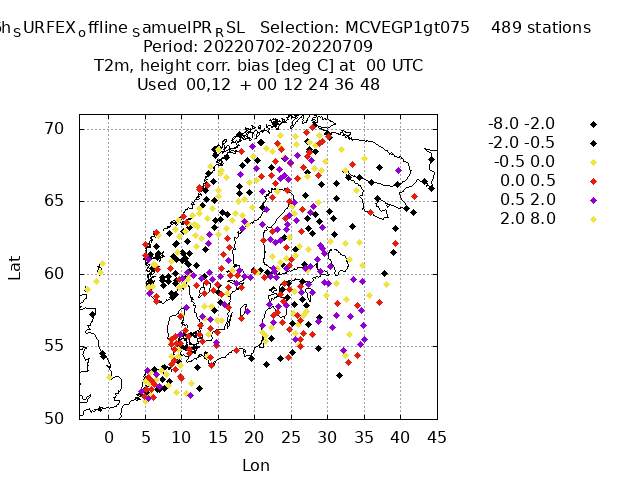 SURFEXoffline SamuelPRRSL Selection: MCVEGP1gt075 489 stations
Period: 20220702-20220709
T2m, height corr. bias [deg C] at 00 UTC
Used 00,12 + 00 12 24 36 48
-8.0 -2.0
-2.0 -0.5
-0.5 0.0
0.0 0.5
0.5 2.0
2.0 8.0
70
65
60
55
50
Lat
0 5 10 15 20 25 30 35 40 45
Lon